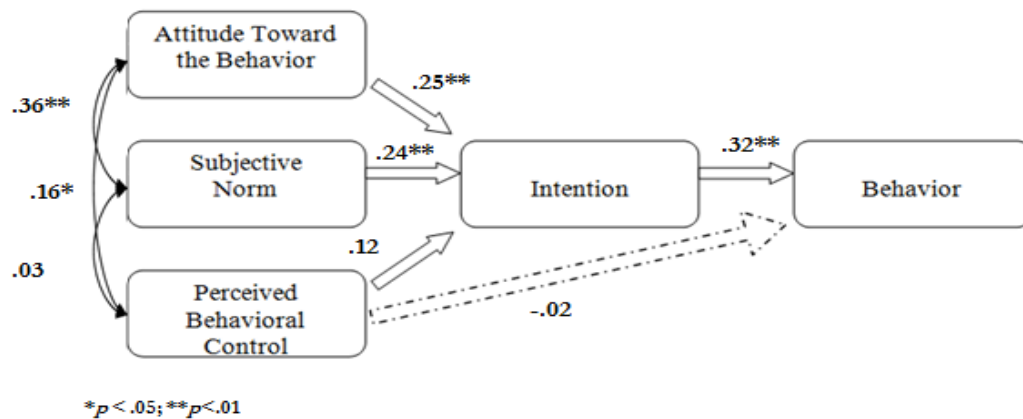 Attitude Toward
the Behavior
.25**
.36**
Subjective
Norm
.24**
Intention
.32**
Behavior
.16*
.12
.03
Perceived
Behavioral
Control
-.02
*p < .05; **p<.01